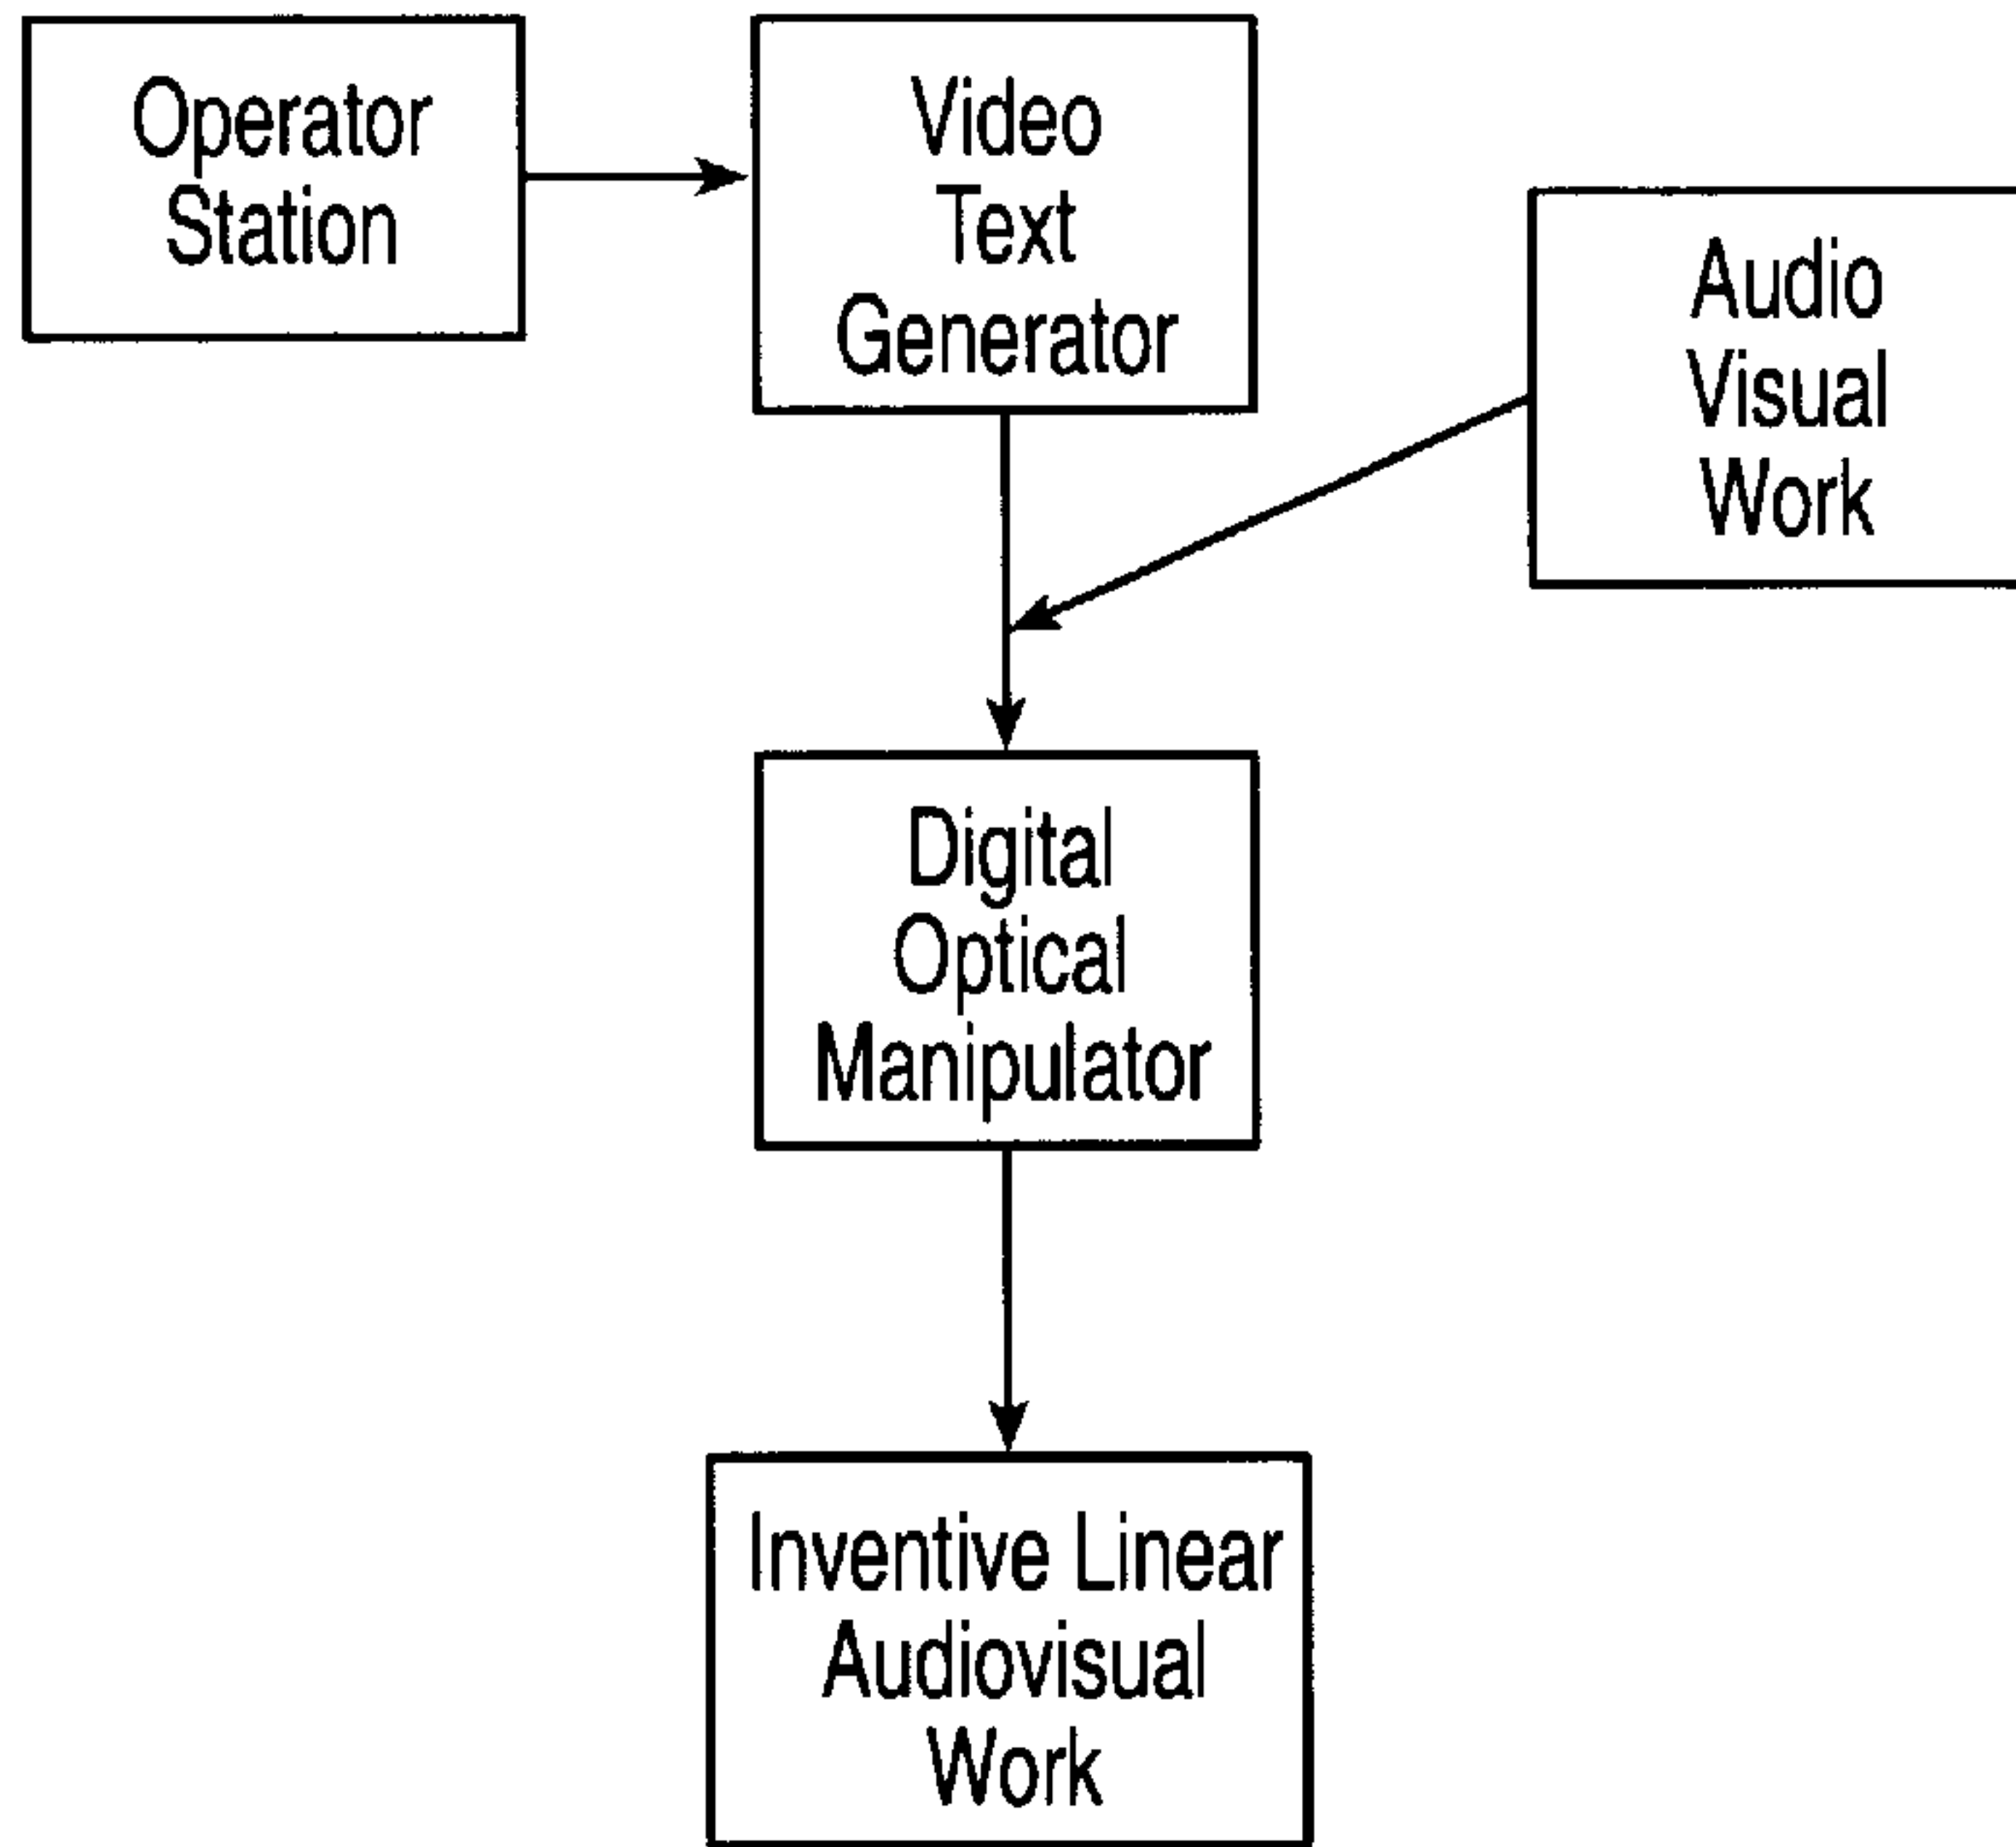 Operator
Station
Video
Text
Generator
Audio
Visual
Work
Digital
Optical
Manipulator
Inventive Linear
Audiovisual
Work